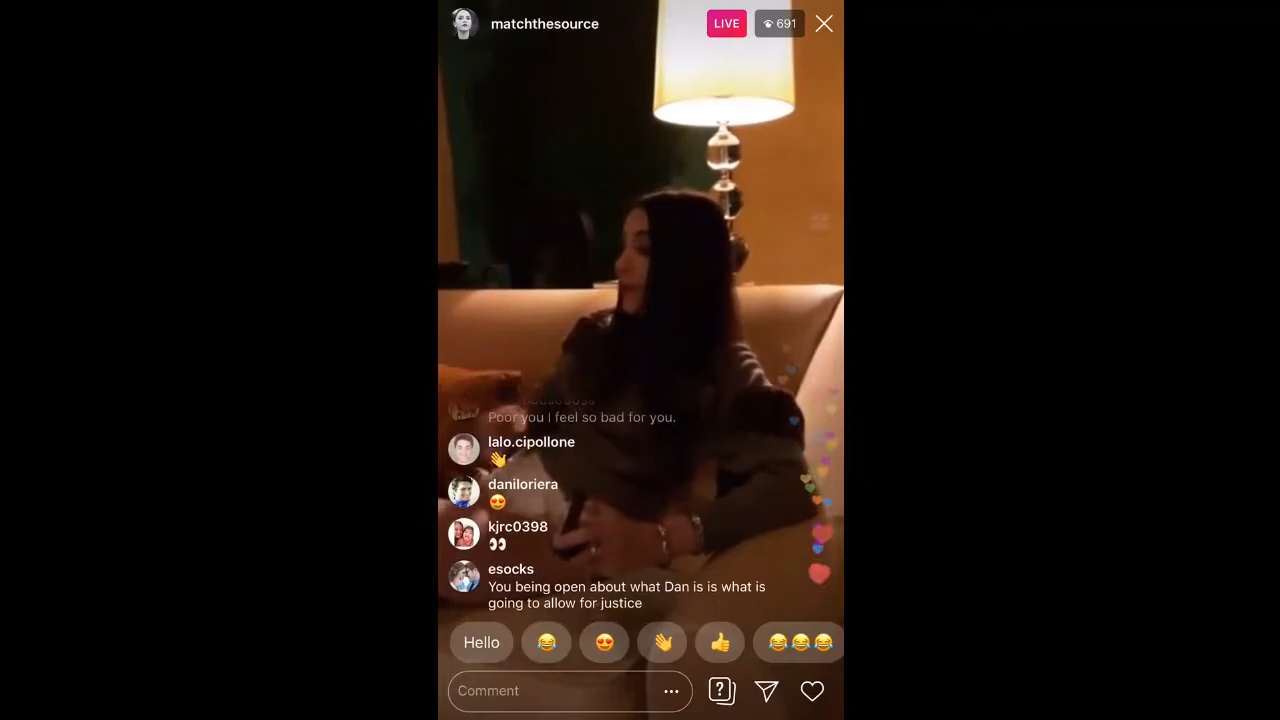 matchthesource
LIVE
691
Poor you I feel so bad for you.
lalo.cipollone
👋
daniloriera
😍
kjrc0398
👀
esocks
You being open about what Dan is is what is
going to allow for justice
Hello 😂 😍 👋 👍 😂😂😂
Comment